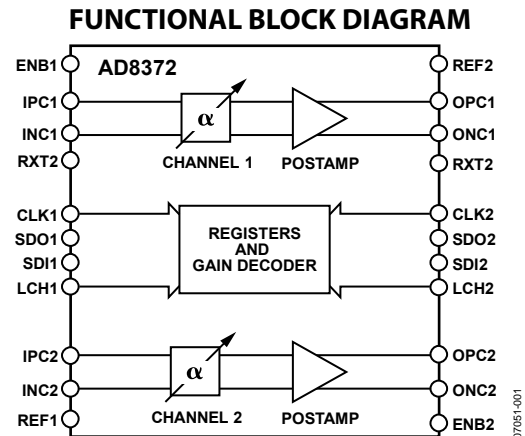 FUNCTIONAL BLOCK DIAGRAM
AD8372
ENB1
REF2
IPC1
OPC1
α
INC1
ONC1
RXT2
RXT2
CHANNEL 1
POSTAMP
CLK1
CLK2
REGISTERS
AND
GAIN DECODER
SDO1
SDO2
SDI1
SDI2
LCH1
LCH2
IPC2
OPC2
α
INC2
ONC2
REF1
CHANNEL 2
POSTAMP
ENB2
07051-001